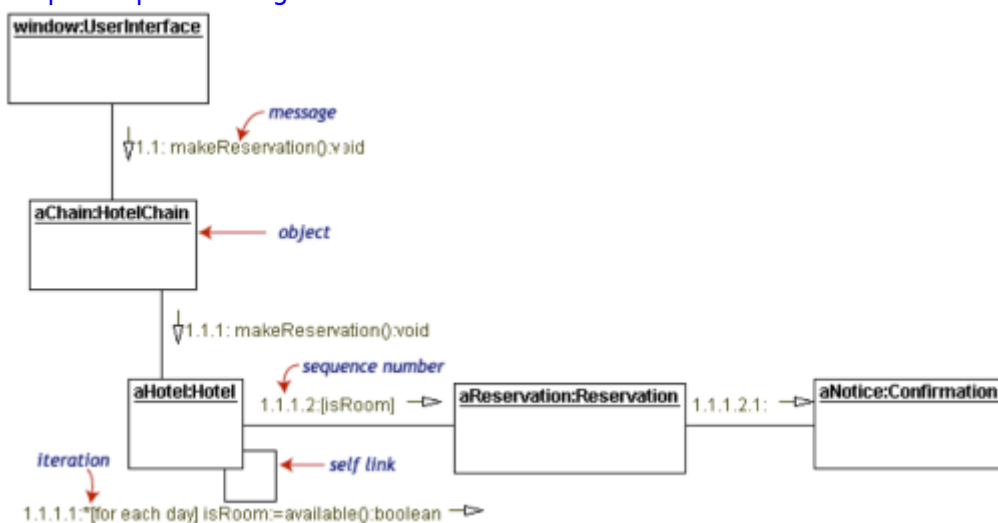 window:UserInterface
message
1.1: makeReservation():void
aChain:HotelChain
object
1.1.1: makeReservation():void
sequence number
aHotel:Hotel
1.1.1.2:[isRoom]
aReservation:Reservation
1.1.1.2.1:
aNotice:Confirmation
iteration
self link
1.1.1.1:*[for each day] isRoom:=available():boolean